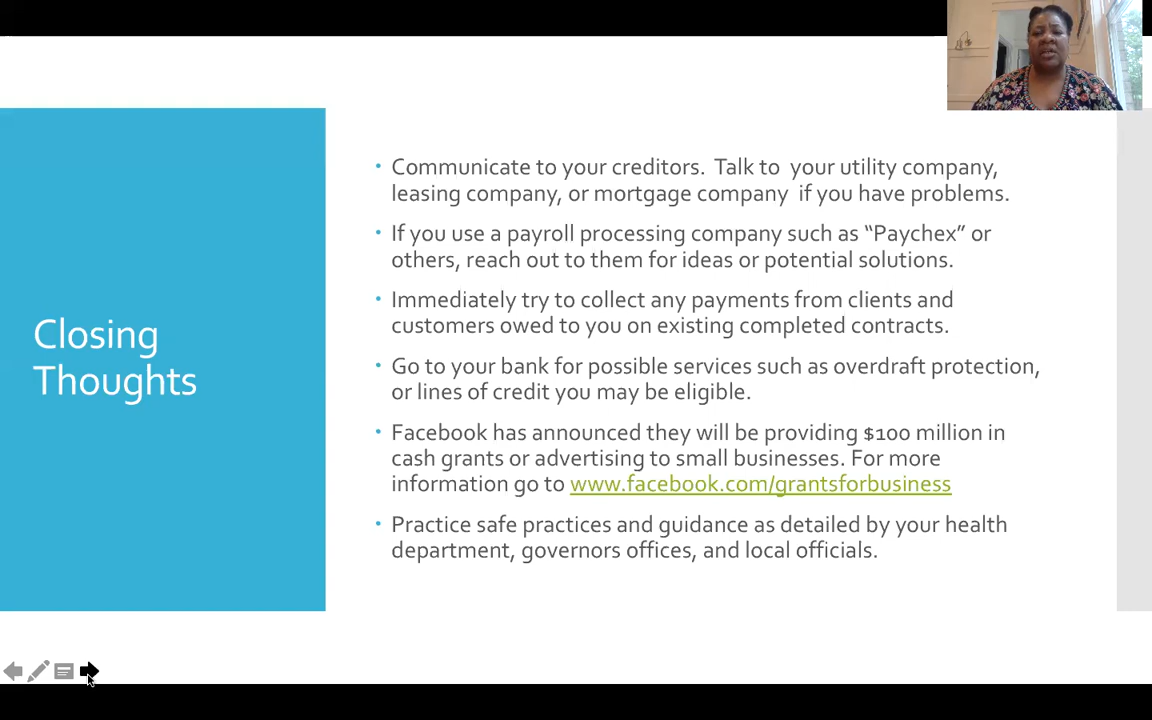 Closing
Thoughts
• Communicate to your creditors.  Talk to  your utility company,
leasing company, or mortgage company  if you have problems.
• If you use a payroll processing company such as “Paychex” or
others, reach out to them for ideas or potential solutions.
• Immediately try to collect any payments from clients and
customers owed to you on existing completed contracts.
• Go to your bank for possible services such as overdraft protection,
or lines of credit you may be eligible.
• Facebook has announced they will be providing $100 million in
cash grants or advertising to small businesses. For more
information go to www.facebook.com/grantsforbusiness
• Practice safe practices and guidance as detailed by your health
department, governors offices, and local officials.